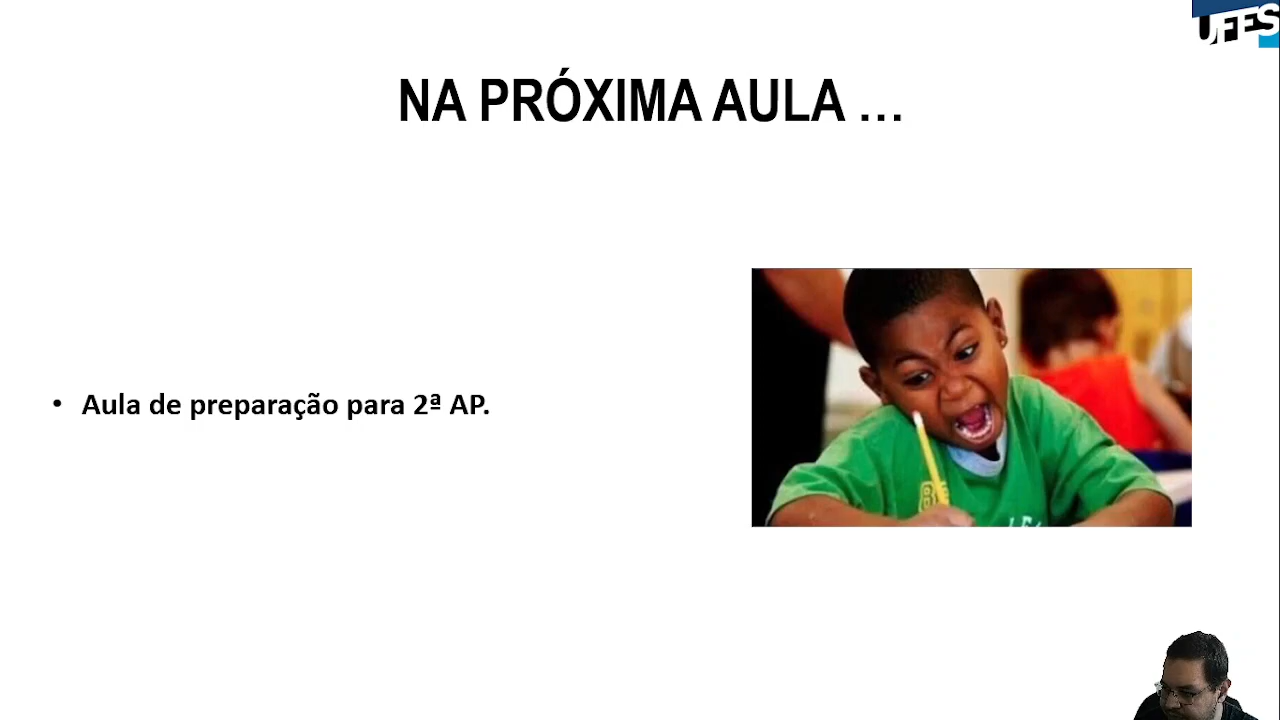 UFES
NA PRÓXIMA AULA ...
• Aula de preparação para 2ª AP.